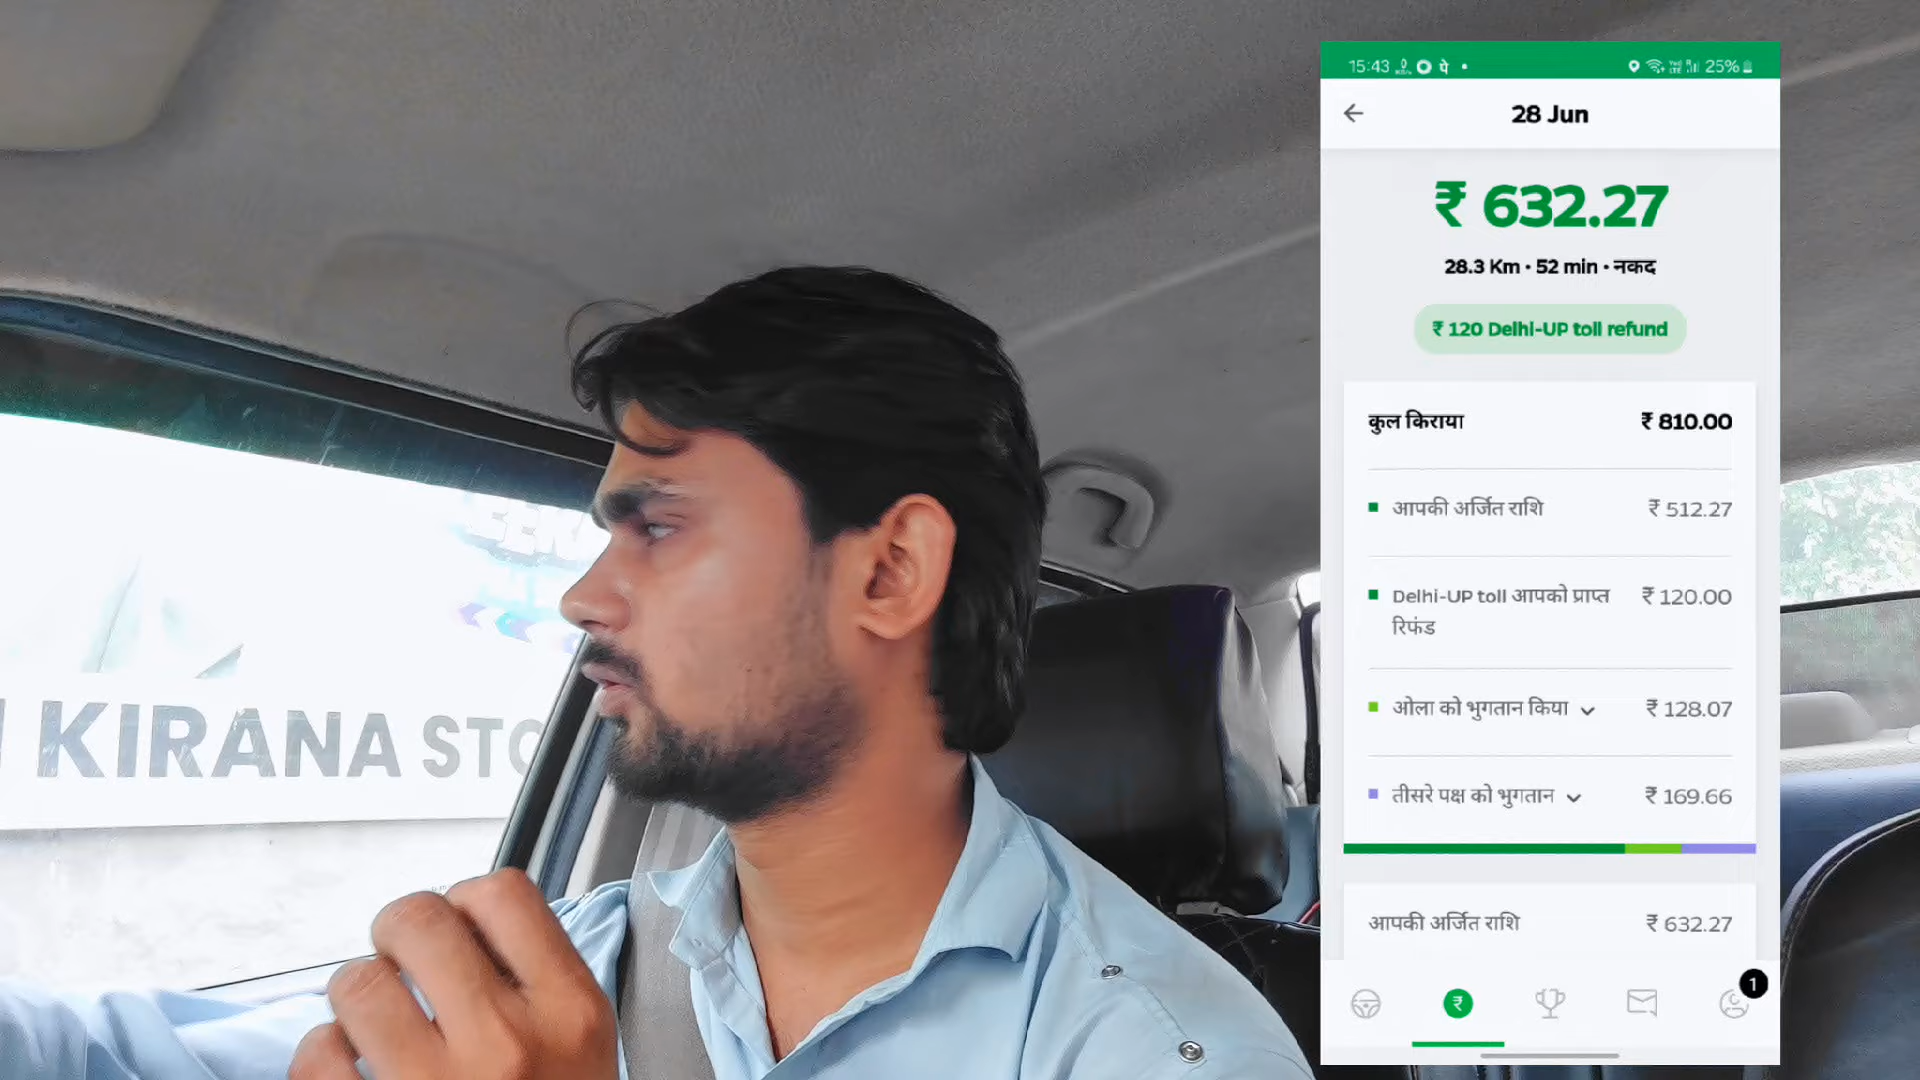 KIRANA STO
15:43
25%
28 Jun
₹ 632.27
28.3 Km • 52 min • नकद
₹ 120 Delhi-UP toll refund
कुल किराया ₹ 810.00
आपकी अर्जित राशि ₹ 512.27
Delhi-UP toll आपको प्राप्त ₹ 120.00
रिफंड
ओला को भुगतान किया ₹ 128.07
तीसरे पक्ष को भुगतान ₹ 169.66
आपकी अर्जित राशि ₹ 632.27
₹
1